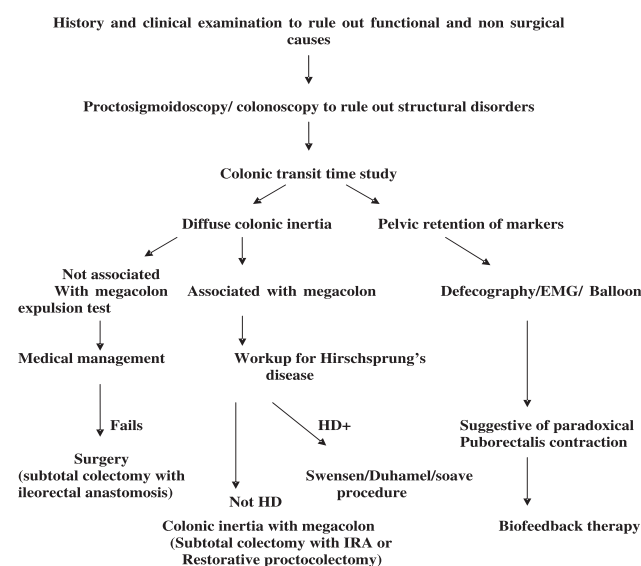 History and clinical examination to rule out functional and non surgical
causes
Proctosigmoidoscopy/ colonoscopy to rule out structural disorders
Colonic transit time study
Diffuse colonic inertia
Pelvic retention of markers
Not associated
With megacolon
expulsion test
Associated with megacolon
Defecography/EMG/ Balloon
Medical management
Workup for Hirschsprung's
disease
Fails
HD+
Suggestive of paradoxical
Puborectalis contraction
Surgery
(subtotal colectomy with
ileorectal anastomosis)
Swensen/Duhamel/soave
procedure
Not HD
Colonic inertia with megacolon
(Subtotal colectomy with IRA or
Restorative proctocolectomy)
Biofeedback therapy